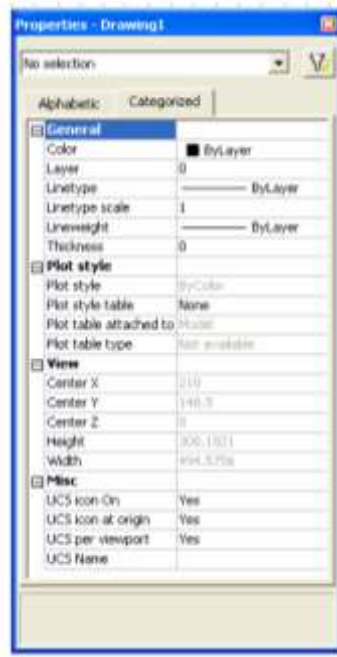 Properties - Drawing1
No selection
Alphabetic Categorized
General
Color ByLayer
Layer 0
Linetype ByLayer
Linetype scale 1
Lineweight ByLayer
Thickness 0
Plot style
Plot style ByColor
Plot style table None
Plot table attached to Model
Plot table type Not available
View
Center X 210
Center Y 148.5
Center Z 0
Height
Width
Misc
UCS icon On Yes
UCS icon at origin Yes
UCS per viewport Yes
UCS Name